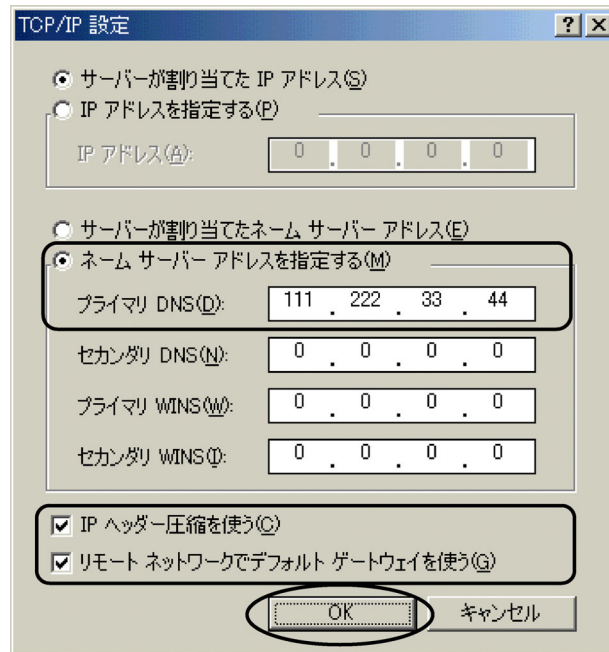 TCP/IP 設定
サーバーが割り当てた IP アドレス(S)
IP アドレスを指定する(P)
IP アドレス(A): 0 . 0 . 0 . 0
サーバーが割り当てたネーム サーバー アドレス(E)
ネーム サーバー アドレスを指定する(M)
プライマリ DNS(D): 111 . 222 . 33 . 44
セカンダリ DNS(N): 0 . 0 . 0 . 0
プライマリ WINS(W): 0 . 0 . 0 . 0
セカンダリ WINS(I): 0 . 0 . 0 . 0
IP ヘッダー圧縮を使う(C)
リモート ネットワークでデフォルト ゲートウェイを使う(G)
OK キャンセル